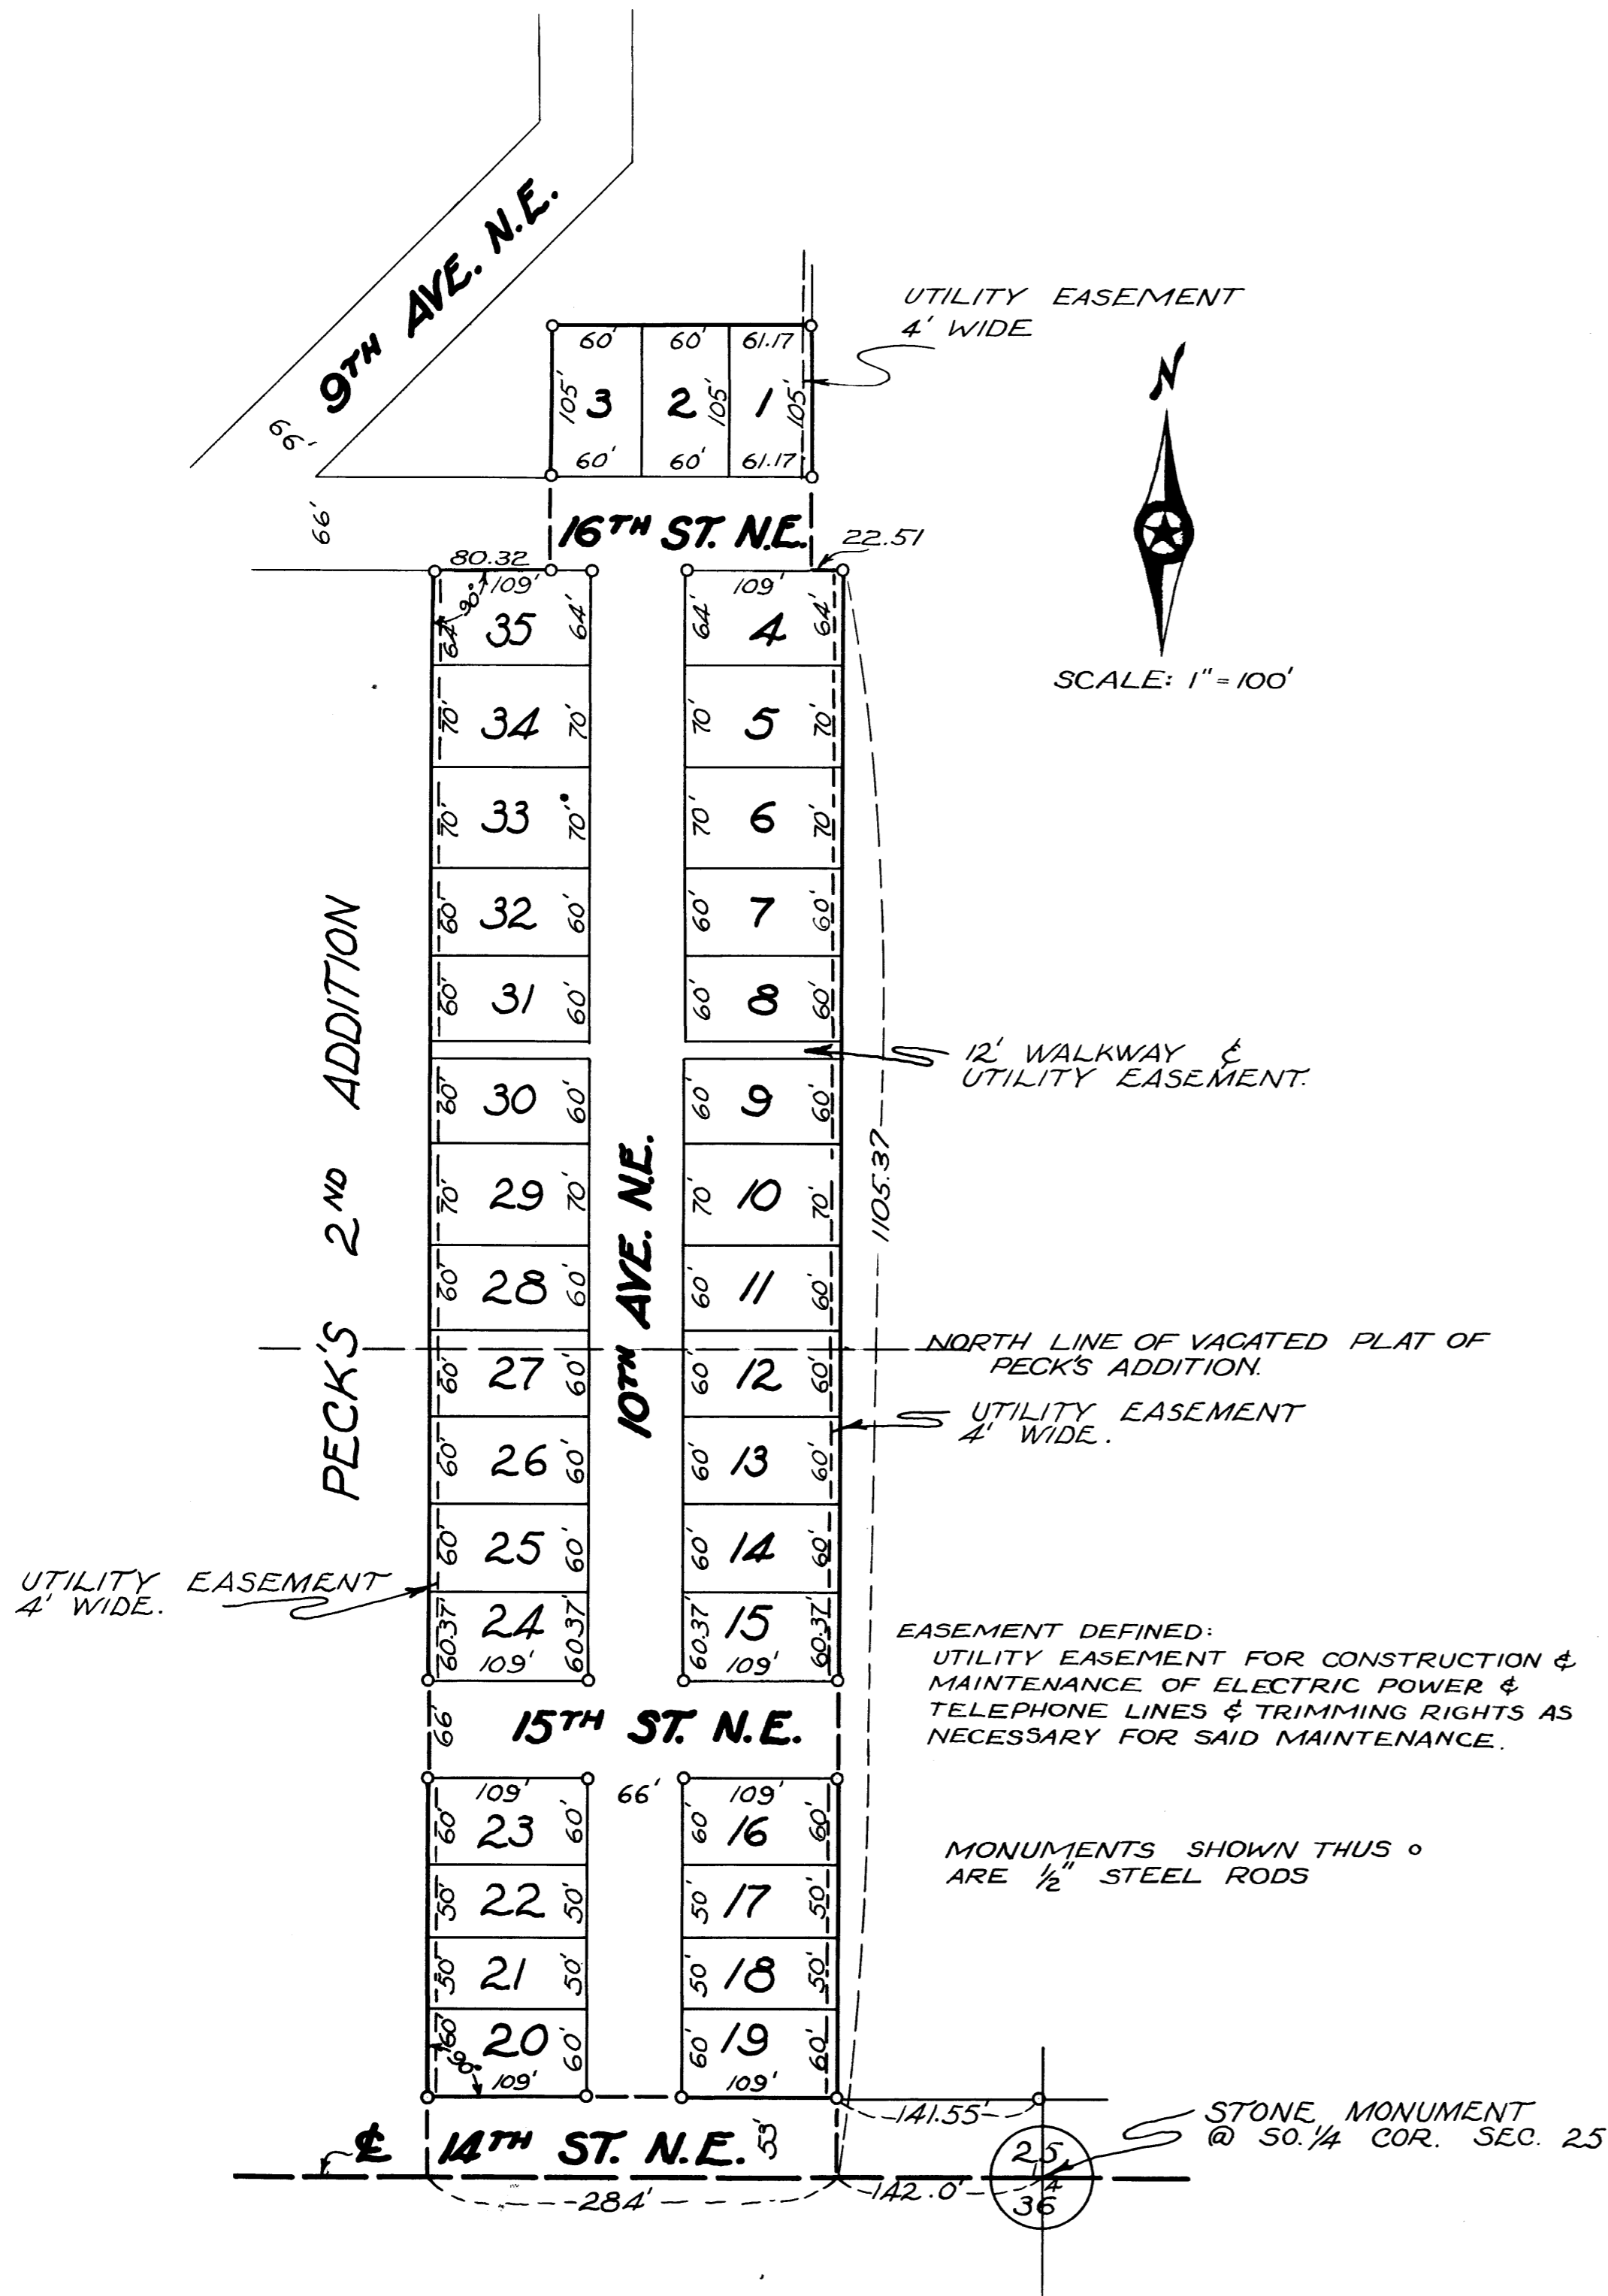 9TH AVE. N.E.
66'
UTILITY EASEMENT
4' WIDE
60' 60' 61.17
105' 3 2 105' 1 105'
60' 60' 61.17'
N
66'
16TH ST. N.E.
22.51
80.32
109' 109'
90°
64' 35 64' 64' 4 64'
SCALE: 1" = 100'
70' 34 70' 70' 5 70'
70' 33 70' 70' 6 70'
60' 32 60' 60' 7 60'
60' 31 60' 60' 8 60'
12' WALKWAY &
UTILITY EASEMENT.
60' 30 60' 60' 9 60'
70' 29 70' 70' 10 70'
60' 28 60' 60' 11 60'
60' 27 60' 60' 12 60'
60' 26 60' 60' 13 60'
60' 25 60' 60' 14 60'
60.37' 24 60.37' 60.37' 15 60.37'
109' 109'
PECK'S 2ND ADDITION
10TH AVE. N.E.
1105.37
NORTH LINE OF VACATED PLAT OF
PECK'S ADDITION.
UTILITY EASEMENT
4' WIDE.
UTILITY EASEMENT
4' WIDE.
EASEMENT DEFINED:
UTILITY EASEMENT FOR CONSTRUCTION &
MAINTENANCE OF ELECTRIC POWER &
TELEPHONE LINES & TRIMMING RIGHTS AS
NECESSARY FOR SAID MAINTENANCE.
66' 15TH ST. N.E.
109' 66' 109'
60' 23 60' 60' 16 60'
50' 22 50' 50' 17 50'
50' 21 50' 50' 18 50'
60' 20 60' 60' 19 60'
90°
109' 109'
MONUMENTS SHOWN THUS o
ARE 1/2" STEEL RODS
141.55'
STONE MONUMENT
@ SO. 1/4 COR. SEC. 25
℄ 14TH ST. N.E. 53'
284' 142.0'
25
1/4
36